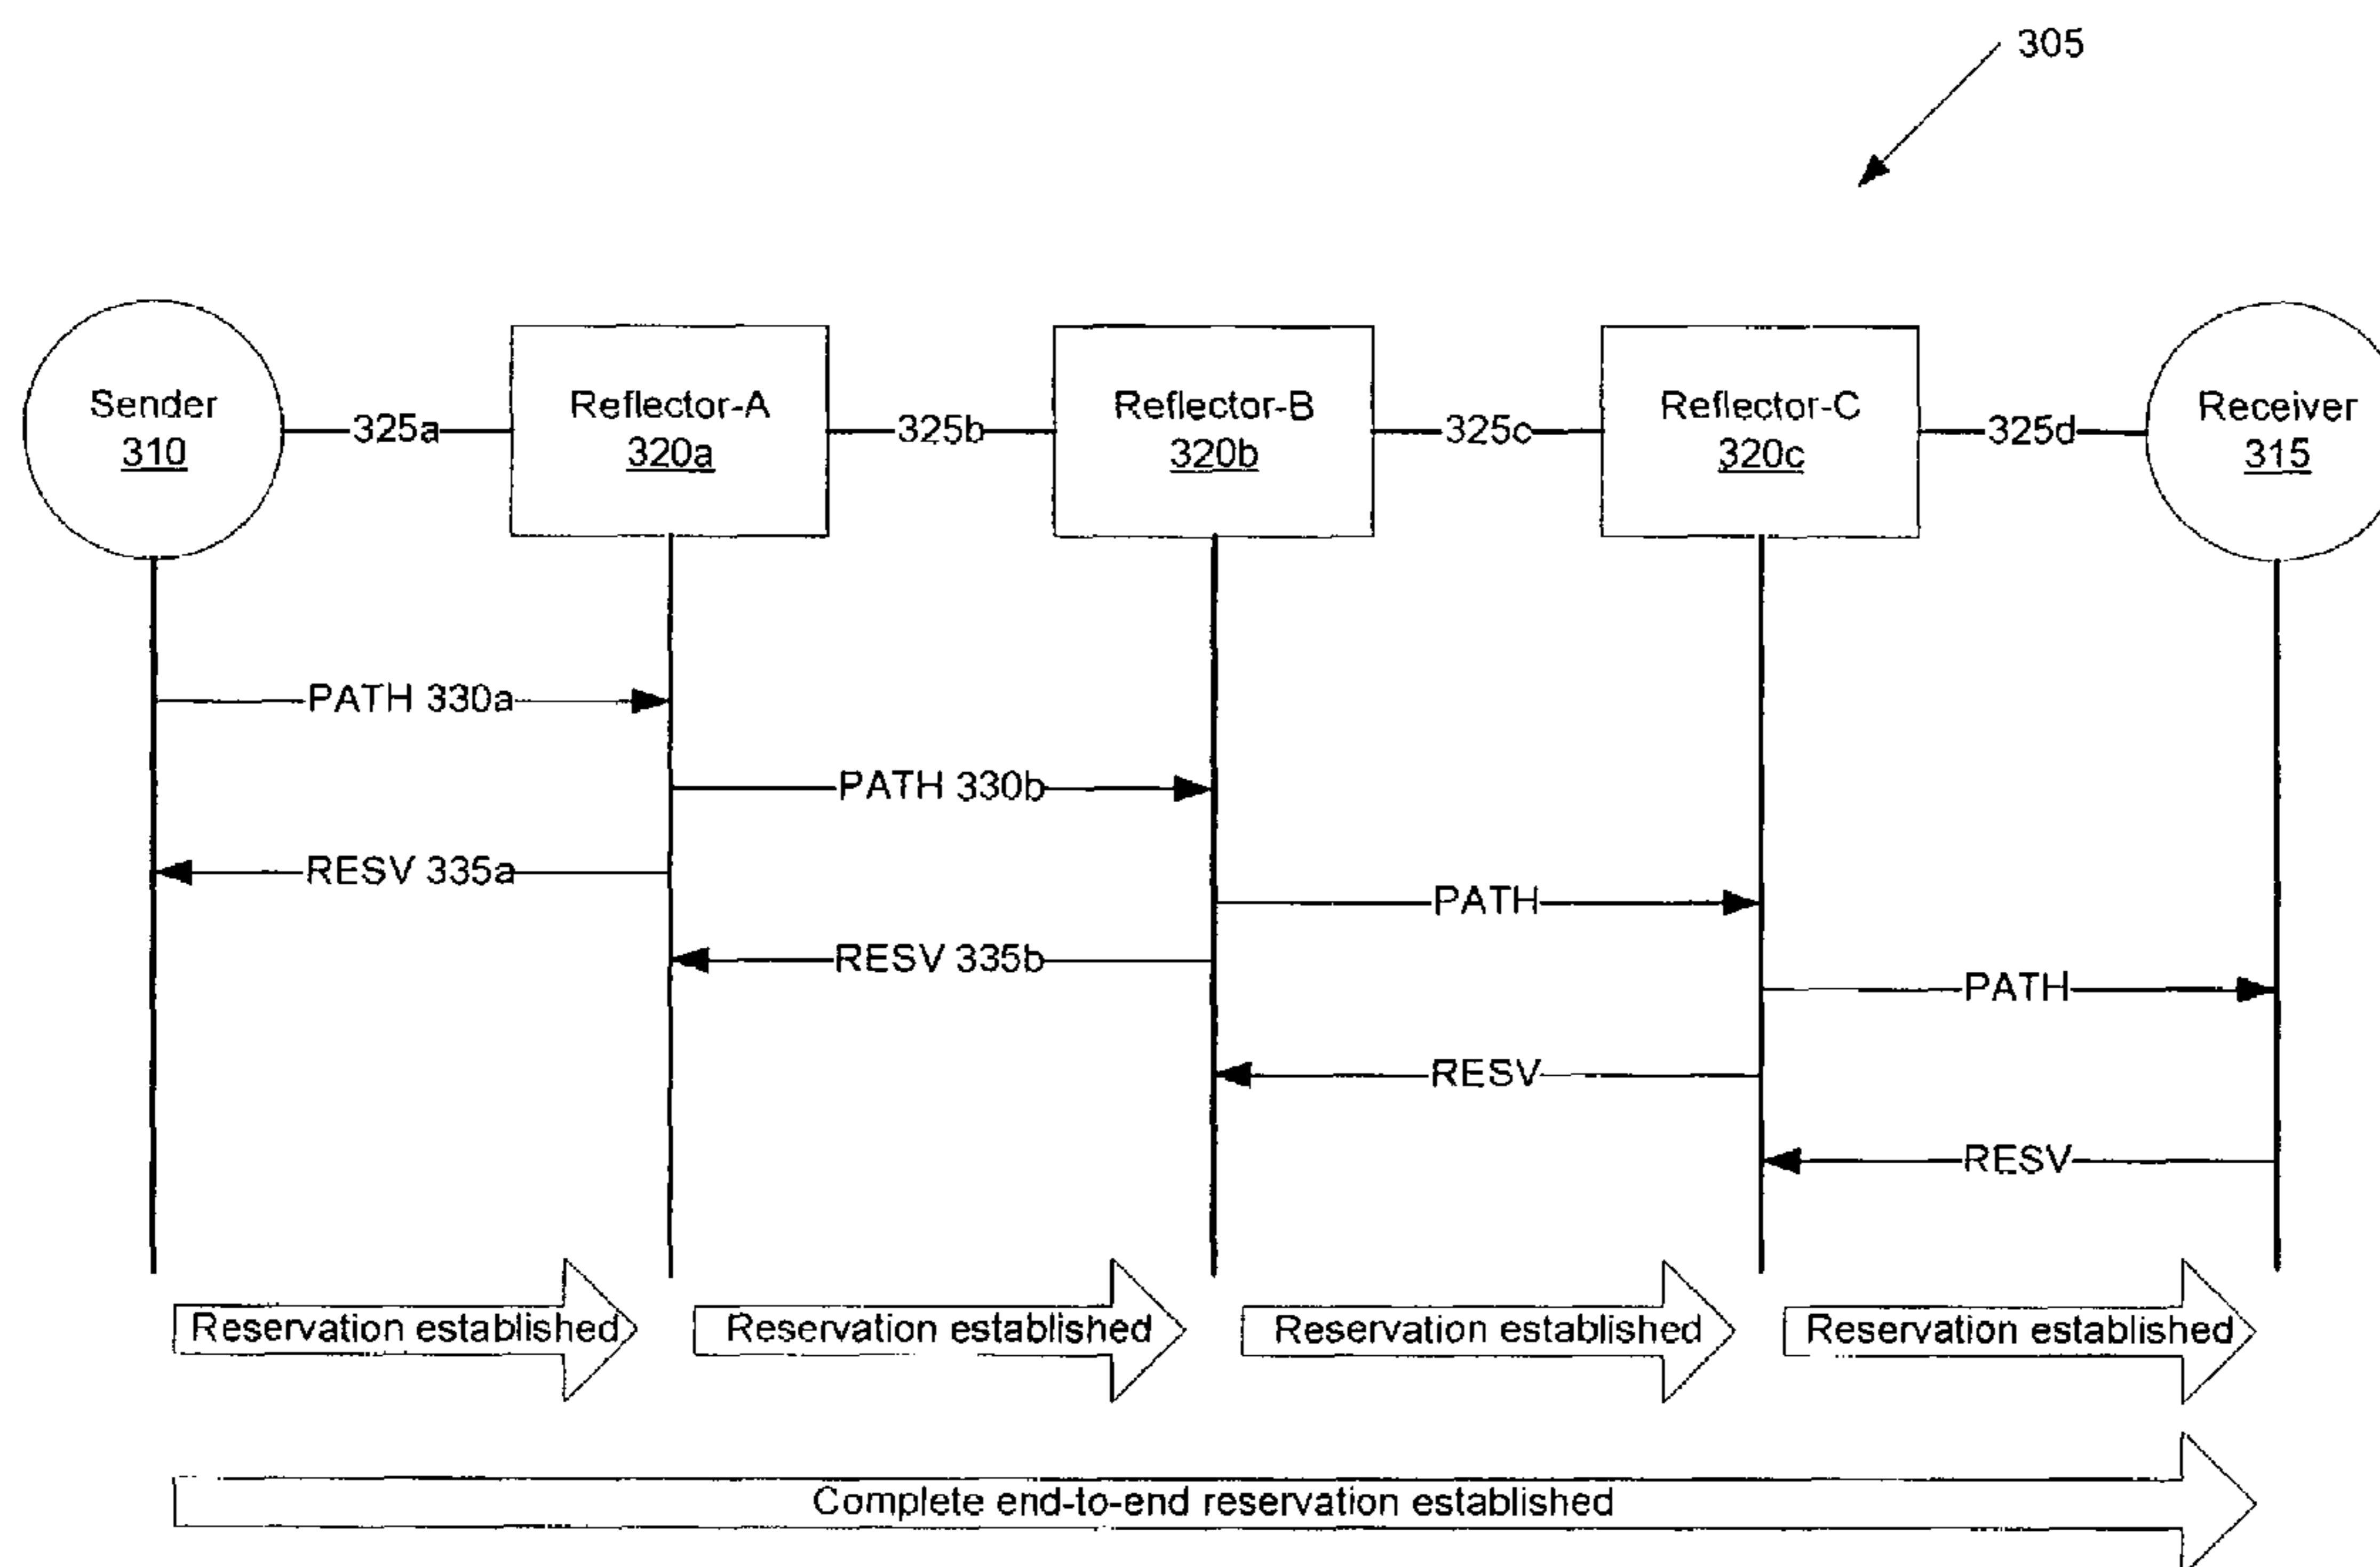 305
Sender
310
325a
Reflector-A
320a
325b
Reflector-B
320b
325c
Reflector-C
320c
325d
Receiver
315
PATH 330a
PATH 330b
RESV 335a
PATH
RESV 335b
PATH
RESV
RESV
Reservation established
Reservation established
Reservation established
Reservation established
Complete end-to-end reservation established